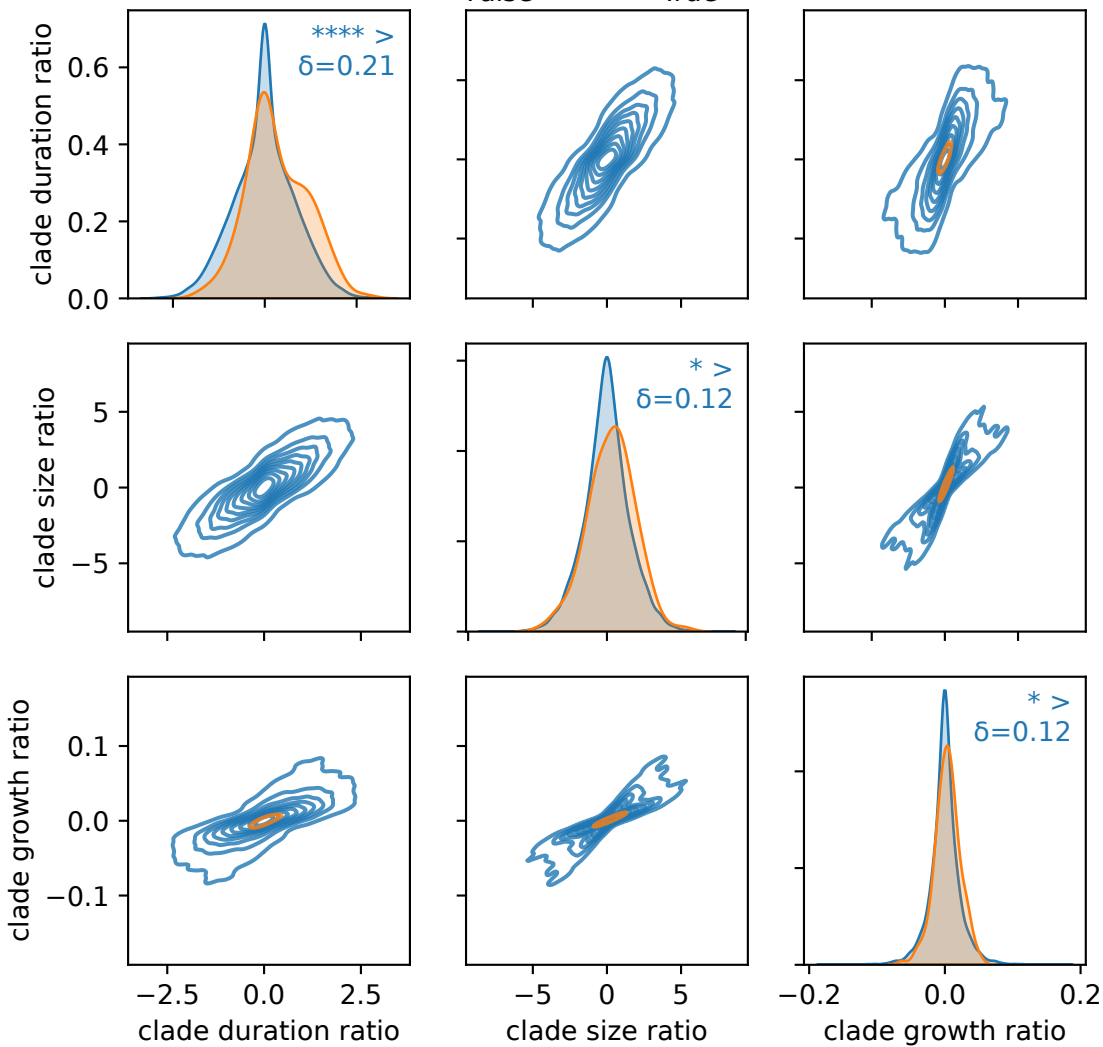 **** >
δ=0.21
clade duration ratio
0.6
0.4
0.2
0.0
* >
δ=0.12
clade size ratio
5
0
−5
* >
δ=0.12
clade growth ratio
0.1
0.0
−0.1
−2.5 0.0 2.5
−5 0 5
−0.2 0.0 0.2
clade duration ratio
clade size ratio
clade growth ratio